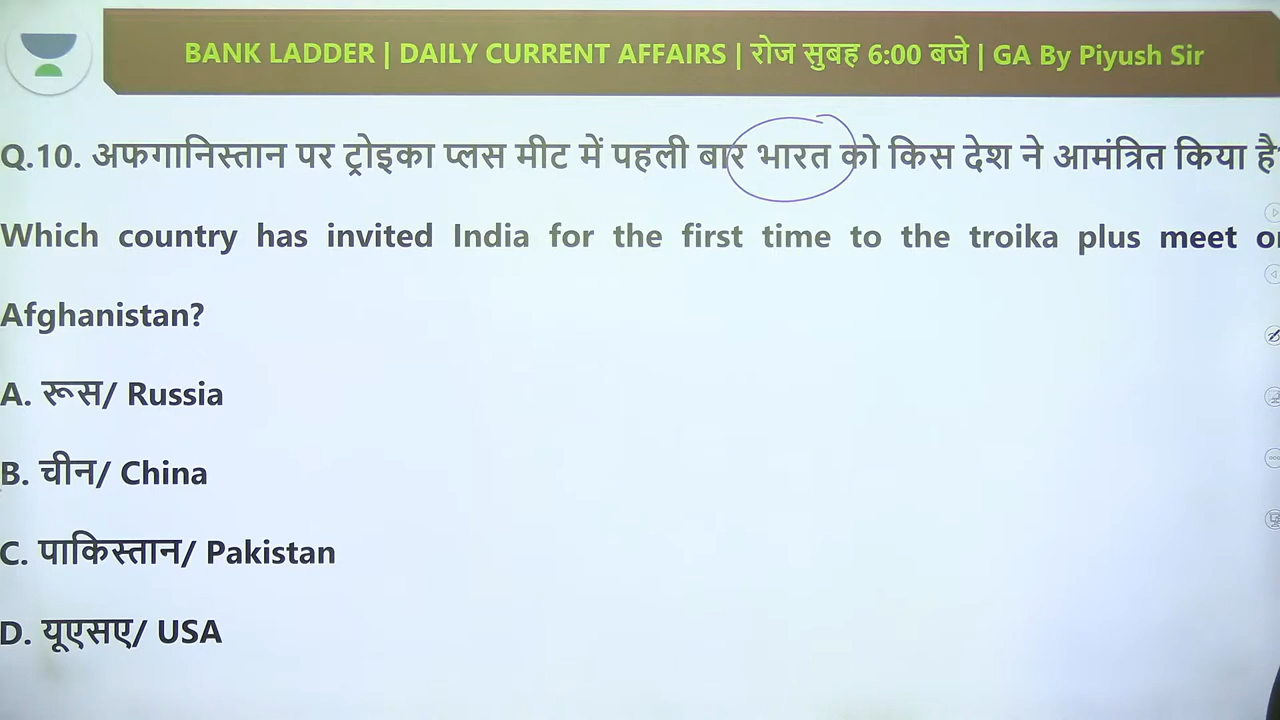 BANK LADDER | DAILY CURRENT AFFAIRS | रोज सुबह 6:00 बजे | GA By Piyush Sir
Q.10. अफगानिस्तान पर ट्रोइका प्लस मीट में पहली बार भारत को किस देश ने आमंत्रित किया है
Which country has invited India for the first time to the troika plus meet
Afghanistan?
A. रूस/ Russia
B. चीन/ China
C. पाकिस्तान/ Pakistan
D. यूएसए/ USA